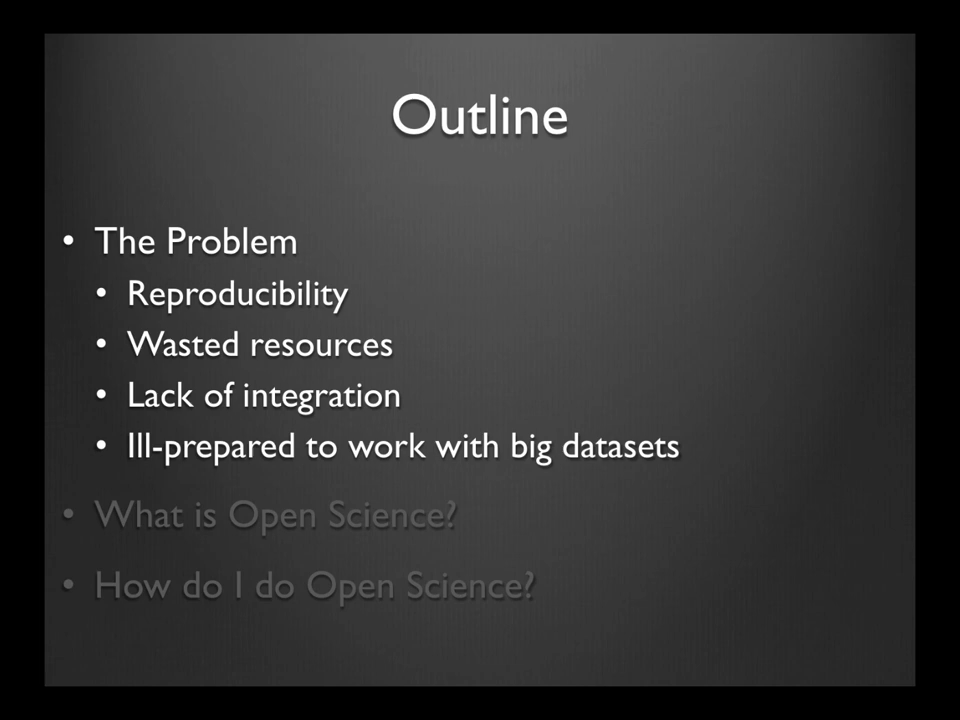 Outline
• The Problem
• Reproducibility
• Wasted resources
• Lack of integration
• Ill-prepared to work with big datasets
• What is Open Science?
• How do I do Open Science?